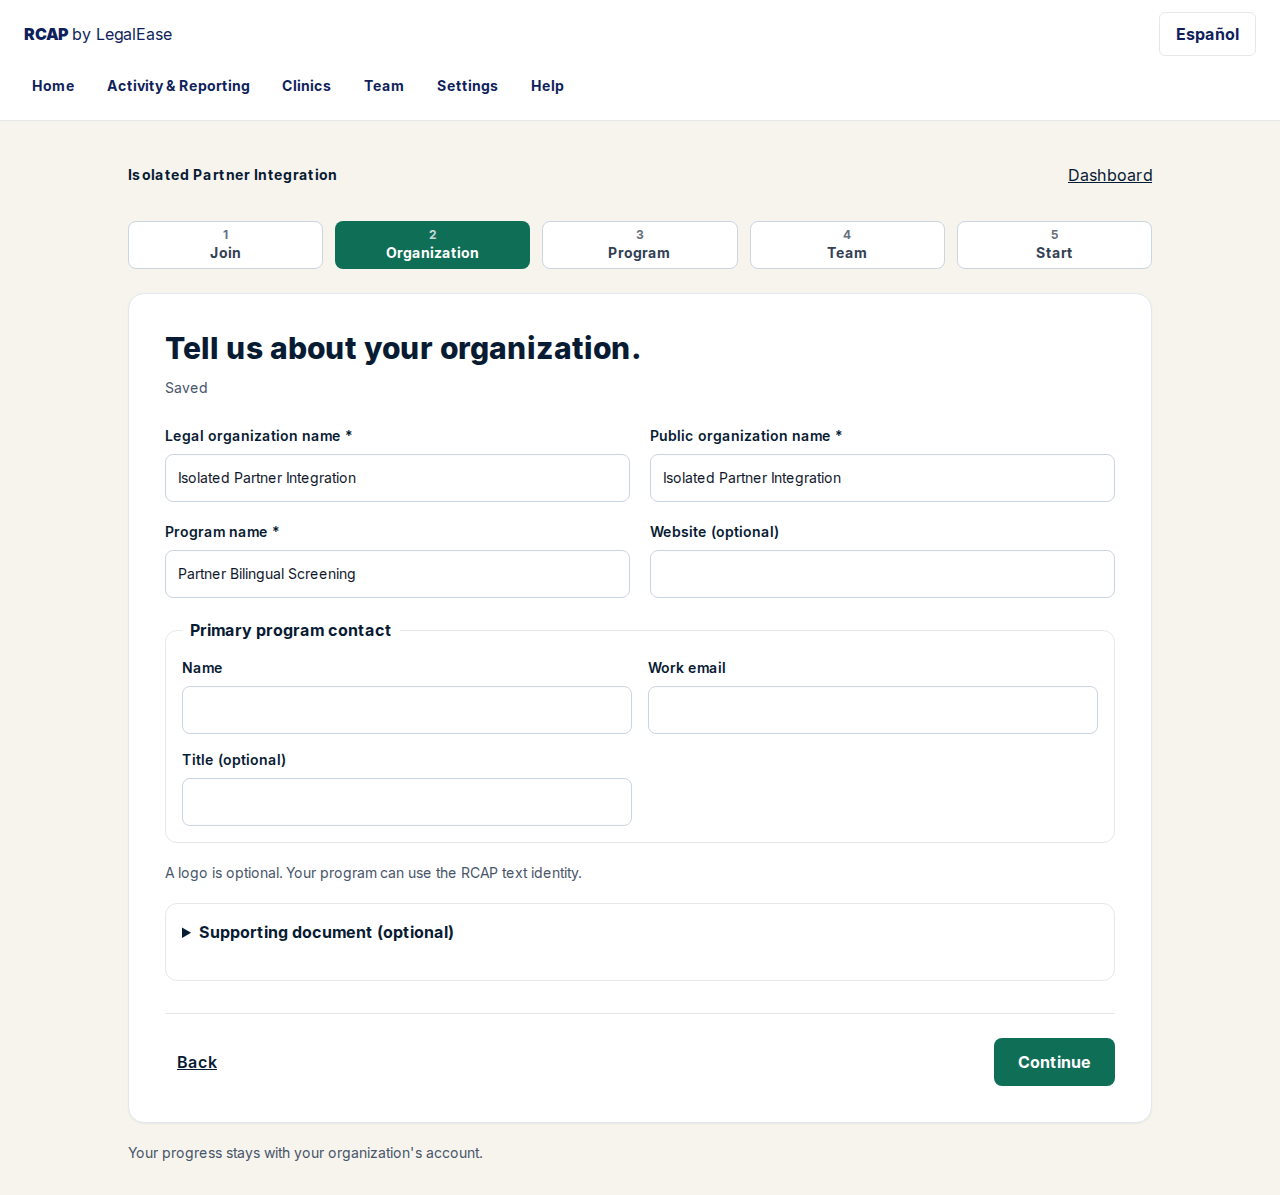 RCAP by LegalEase
Español
Home Activity & Reporting Clinics Team Settings Help
Isolated Partner Integration
Dashboard
1
Join
2
Organization
3
Program
4
Team
5
Start
Tell us about your organization.
Saved
Legal organization name *
Public organization name *
Isolated Partner Integration
Isolated Partner Integration
Program name *
Website (optional)
Partner Bilingual Screening
Primary program contact
Name
Work email
Title (optional)
A logo is optional. Your program can use the RCAP text identity.
Supporting document (optional)
Back
Continue
Your progress stays with your organization's account.